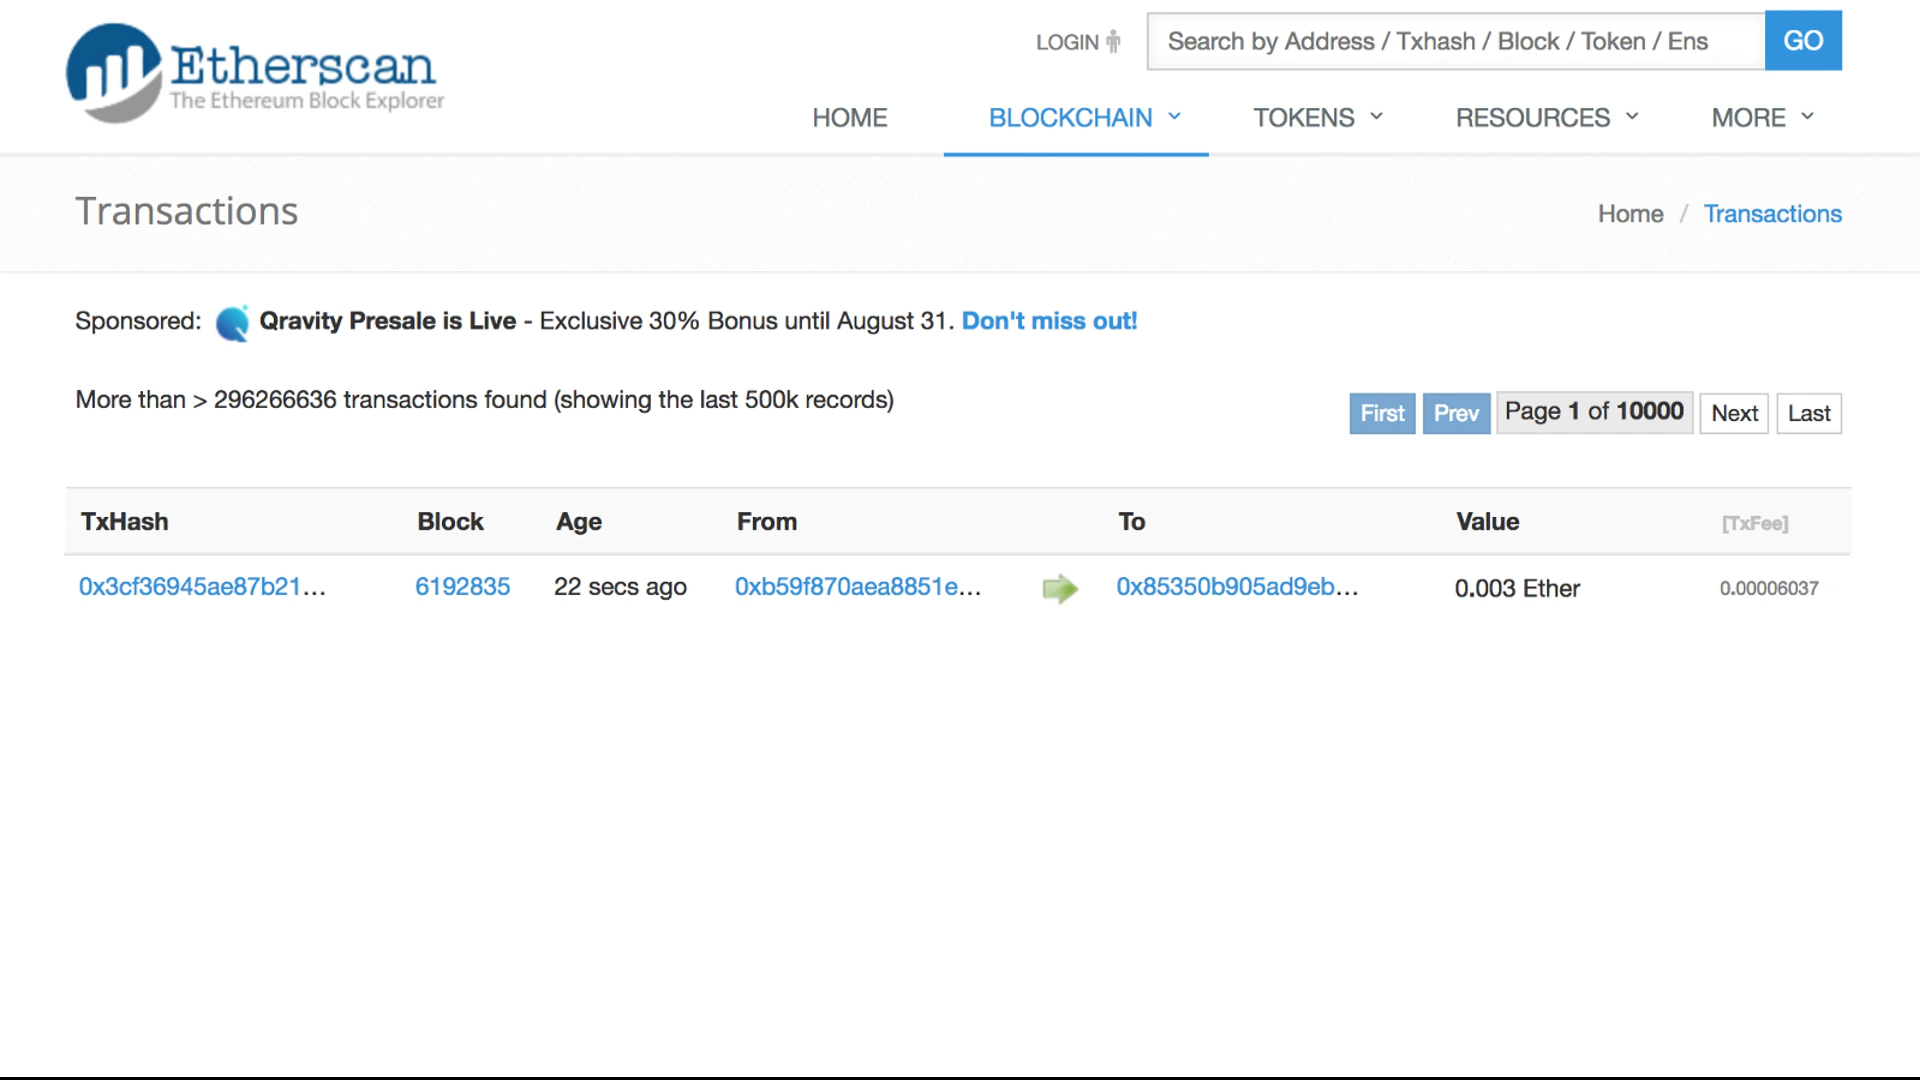 Etherscan
The Ethereum Block Explorer
LOGIN
Search by Address / Txhash / Block / Token / Ens
GO
HOME
BLOCKCHAIN
TOKENS
RESOURCES
MORE
Transactions
Home / Transactions
Sponsored: Qravity Presale is Live - Exclusive 30% Bonus until August 31. Don't miss out!
More than > 296266636 transactions found (showing the last 500k records)
First Prev Page 1 of 10000 Next Last
TxHash Block Age From To Value [TxFee]
0x3cf36945ae87b21... 6192835 22 secs ago 0xb59f870aea8851e... 0x85350b905ad9eb... 0.003 Ether 0.00006037